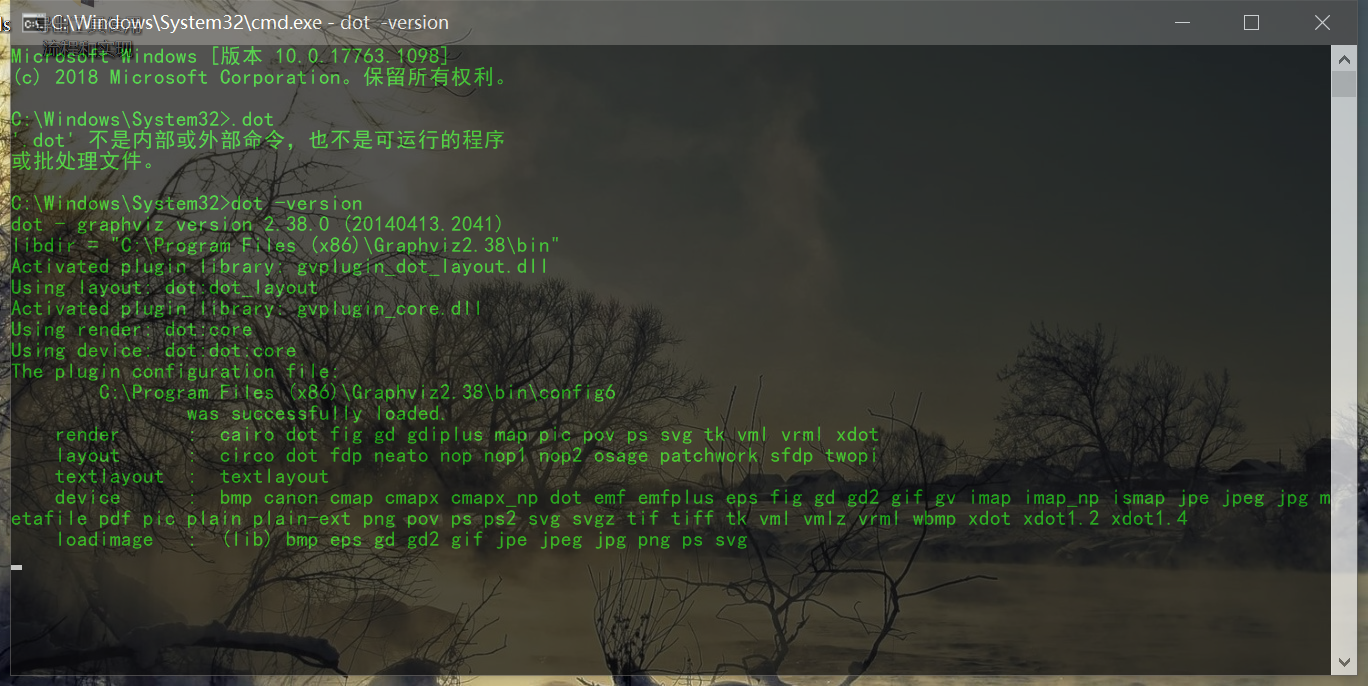 C:\Windows\System32\cmd.exe - dot  -version
Microsoft Windows [版本 10.0.17763.1098]
(c) 2018 Microsoft Corporation。保留所有权利。
C:\Windows\System32>.dot
'.dot' 不是内部或外部命令，也不是可运行的程序
或批处理文件。
C:\Windows\System32>dot -version
dot - graphviz version 2.38.0 (20140413.2041)
libdir = "C:\Program Files (x86)\Graphviz2.38\bin"
Activated plugin library: gvplugin_dot_layout.dll
Using layout: dot:dot_layout
Activated plugin library: gvplugin_core.dll
Using render: dot:core
Using device: dot:dot:core
The plugin configuration file:
        C:\Program Files (x86)\Graphviz2.38\bin\config6
                was successfully loaded.
    render      :  cairo dot fig gd gdiplus map pic pov ps svg tk vml vrml xdot
    layout      :  circo dot fdp neato nop nop1 nop2 osage patchwork sfdp twopi
    textlayout  :  textlayout
    device      :  bmp canon cmap cmapx cmapx_np dot emf emfplus eps fig gd gd2 gif gv imap imap_np ismap jpe jpeg jpg m
etafile pdf pic plain plain-ext png pov ps ps2 svg svgz tif tiff tk vml vmlz vrml wbmp xdot xdot1.2 xdot1.4
    loadimage   :  (lib) bmp eps gd gd2 gif jpe jpeg jpg png ps svg